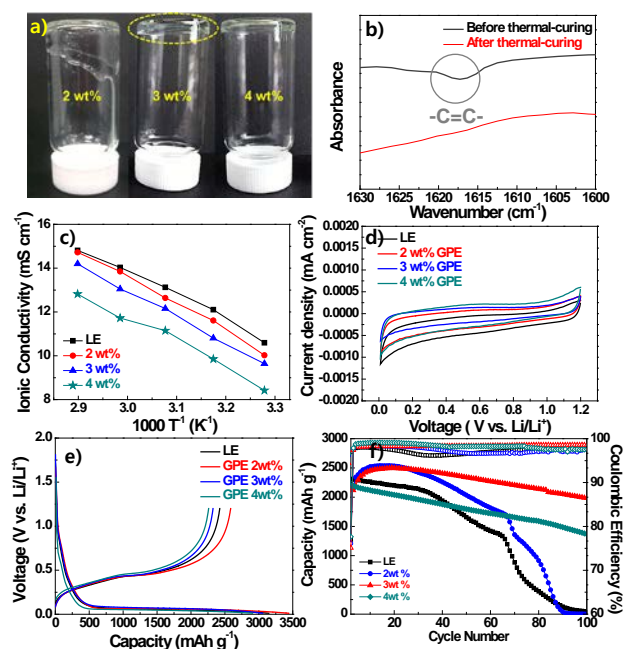 a)
2 wt%
3 wt%
4 wt%
b)
Before thermal-curing
After thermal-curing
-C=C-
Absorbance
1630 1625 1620 1615 1610 1605 1600
Wavenumber (cm-1)
c)
Ionic Conductivity (mS cm-1)
16
14
12
10
8
LE
2 wt%
3 wt%
4 wt%
2.9 3.0 3.1 3.2 3.3
1000 T-1 (K-1)
d)
Current density (mA cm-2)
0.0020
0.0015
0.0010
0.0005
0.0000
-0.0005
-0.0010
-0.0015
-0.0020
-0.0025
LE
2 wt% GPE
3 wt% GPE
4 wt% GPE
0.0 0.2 0.4 0.6 0.8 1.0 1.2
Voltage ( V vs. Li/Li+)
e)
Voltage (V vs. Li/Li+)
2.0
1.6
1.2
0.8
0.4
0.0
LE
GPE 2wt%
GPE 3wt%
GPE 4wt%
0 500 1000 1500 2000 2500 3000 3500
Capacity (mAh g-1)
f)
Capacity (mAh g-1)
3000
2500
2000
1500
1000
500
0
LE
2wt %
3wt %
4wt %
20 40 60 80 100
Cycle Number
100
90
80
70
60
Coulombic Efficiency (%)